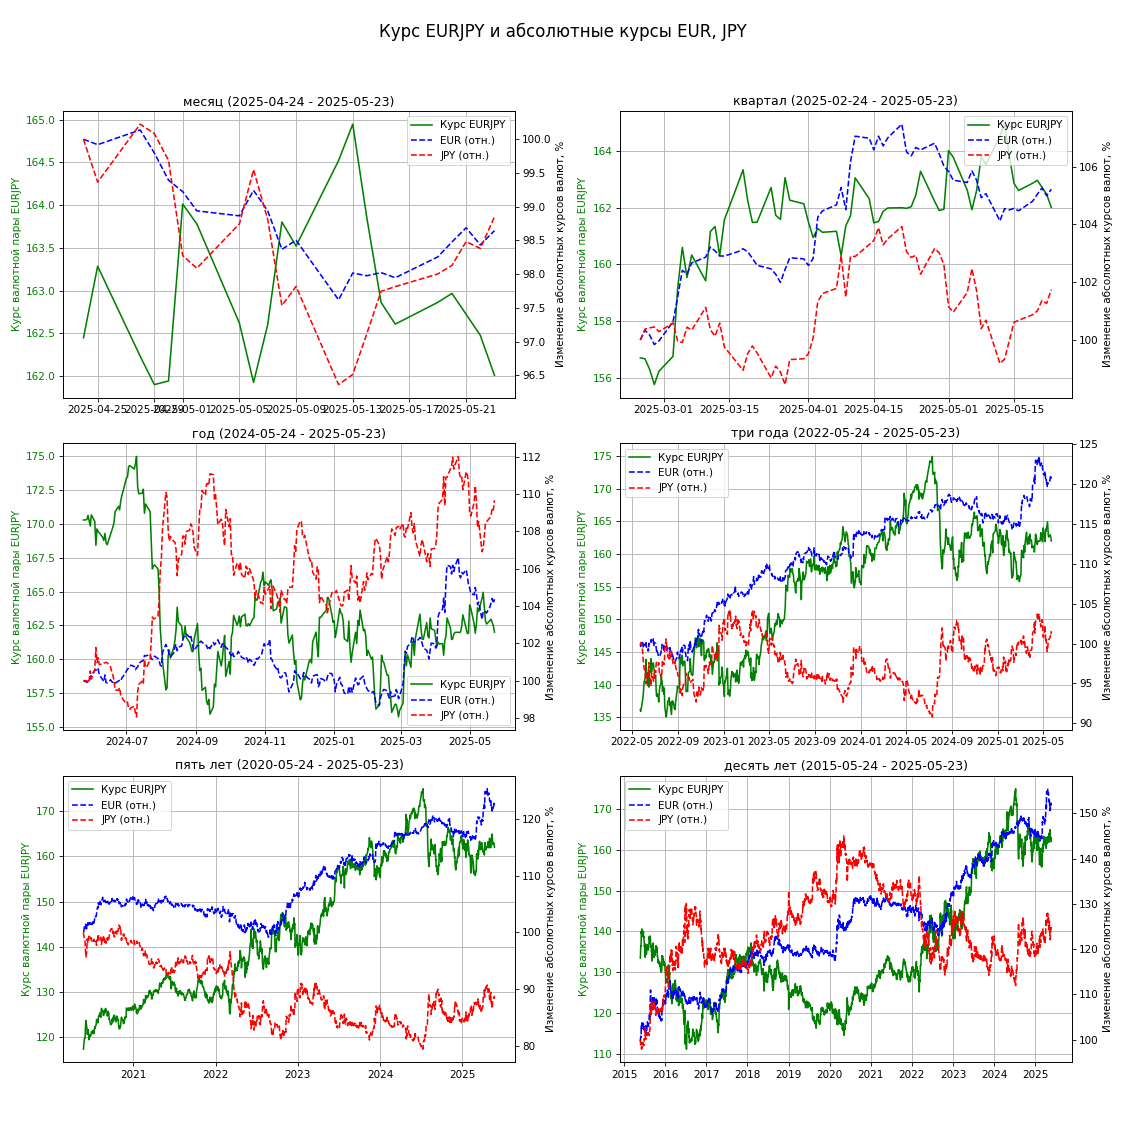 Курс EURJPY и абсолютные курсы EUR, JPY
месяц (2025-04-24 - 2025-05-23)
Курс валютной пары EURJPY
165.0
164.5
164.0
163.5
163.0
162.5
162.0
Курс EURJPY
EUR (отн.)
JPY (отн.)
100.0
99.5
99.0
98.5
98.0
97.5
97.0
96.5
Изменение абсолютных курсов валют, %
2025-04-25 2025-04-29 2025-05-01 2025-05-05 2025-05-09 2025-05-13 2025-05-17 2025-05-21
квартал (2025-02-24 - 2025-05-23)
Курс валютной пары EURJPY
164
162
160
158
156
Курс EURJPY
EUR (отн.)
JPY (отн.)
106
104
102
100
Изменение абсолютных курсов валют, %
2025-03-01 2025-03-15 2025-04-01 2025-04-15 2025-05-01 2025-05-15
год (2024-05-24 - 2025-05-23)
Курс валютной пары EURJPY
175.0
172.5
170.0
167.5
165.0
162.5
160.0
157.5
155.0
Курс EURJPY
EUR (отн.)
JPY (отн.)
112
110
108
106
104
102
100
98
Изменение абсолютных курсов валют, %
2024-07 2024-09 2024-11 2025-01 2025-03 2025-05
три года (2022-05-24 - 2025-05-23)
Курс валютной пары EURJPY
175
170
165
160
155
150
145
140
135
Курс EURJPY
EUR (отн.)
JPY (отн.)
125
120
115
110
105
100
95
90
Изменение абсолютных курсов валют, %
2022-05 2022-09 2023-01 2023-05 2023-09 2024-01 2024-05 2024-09 2025-01 2025-05
пять лет (2020-05-24 - 2025-05-23)
Курс валютной пары EURJPY
170
160
150
140
130
120
Курс EURJPY
EUR (отн.)
JPY (отн.)
120
110
100
90
80
Изменение абсолютных курсов валют, %
2021 2022 2023 2024 2025
десять лет (2015-05-24 - 2025-05-23)
Курс валютной пары EURJPY
170
160
150
140
130
120
110
Курс EURJPY
EUR (отн.)
JPY (отн.)
150
140
130
120
110
100
Изменение абсолютных курсов валют, %
2015 2016 2017 2018 2019 2020 2021 2022 2023 2024 2025